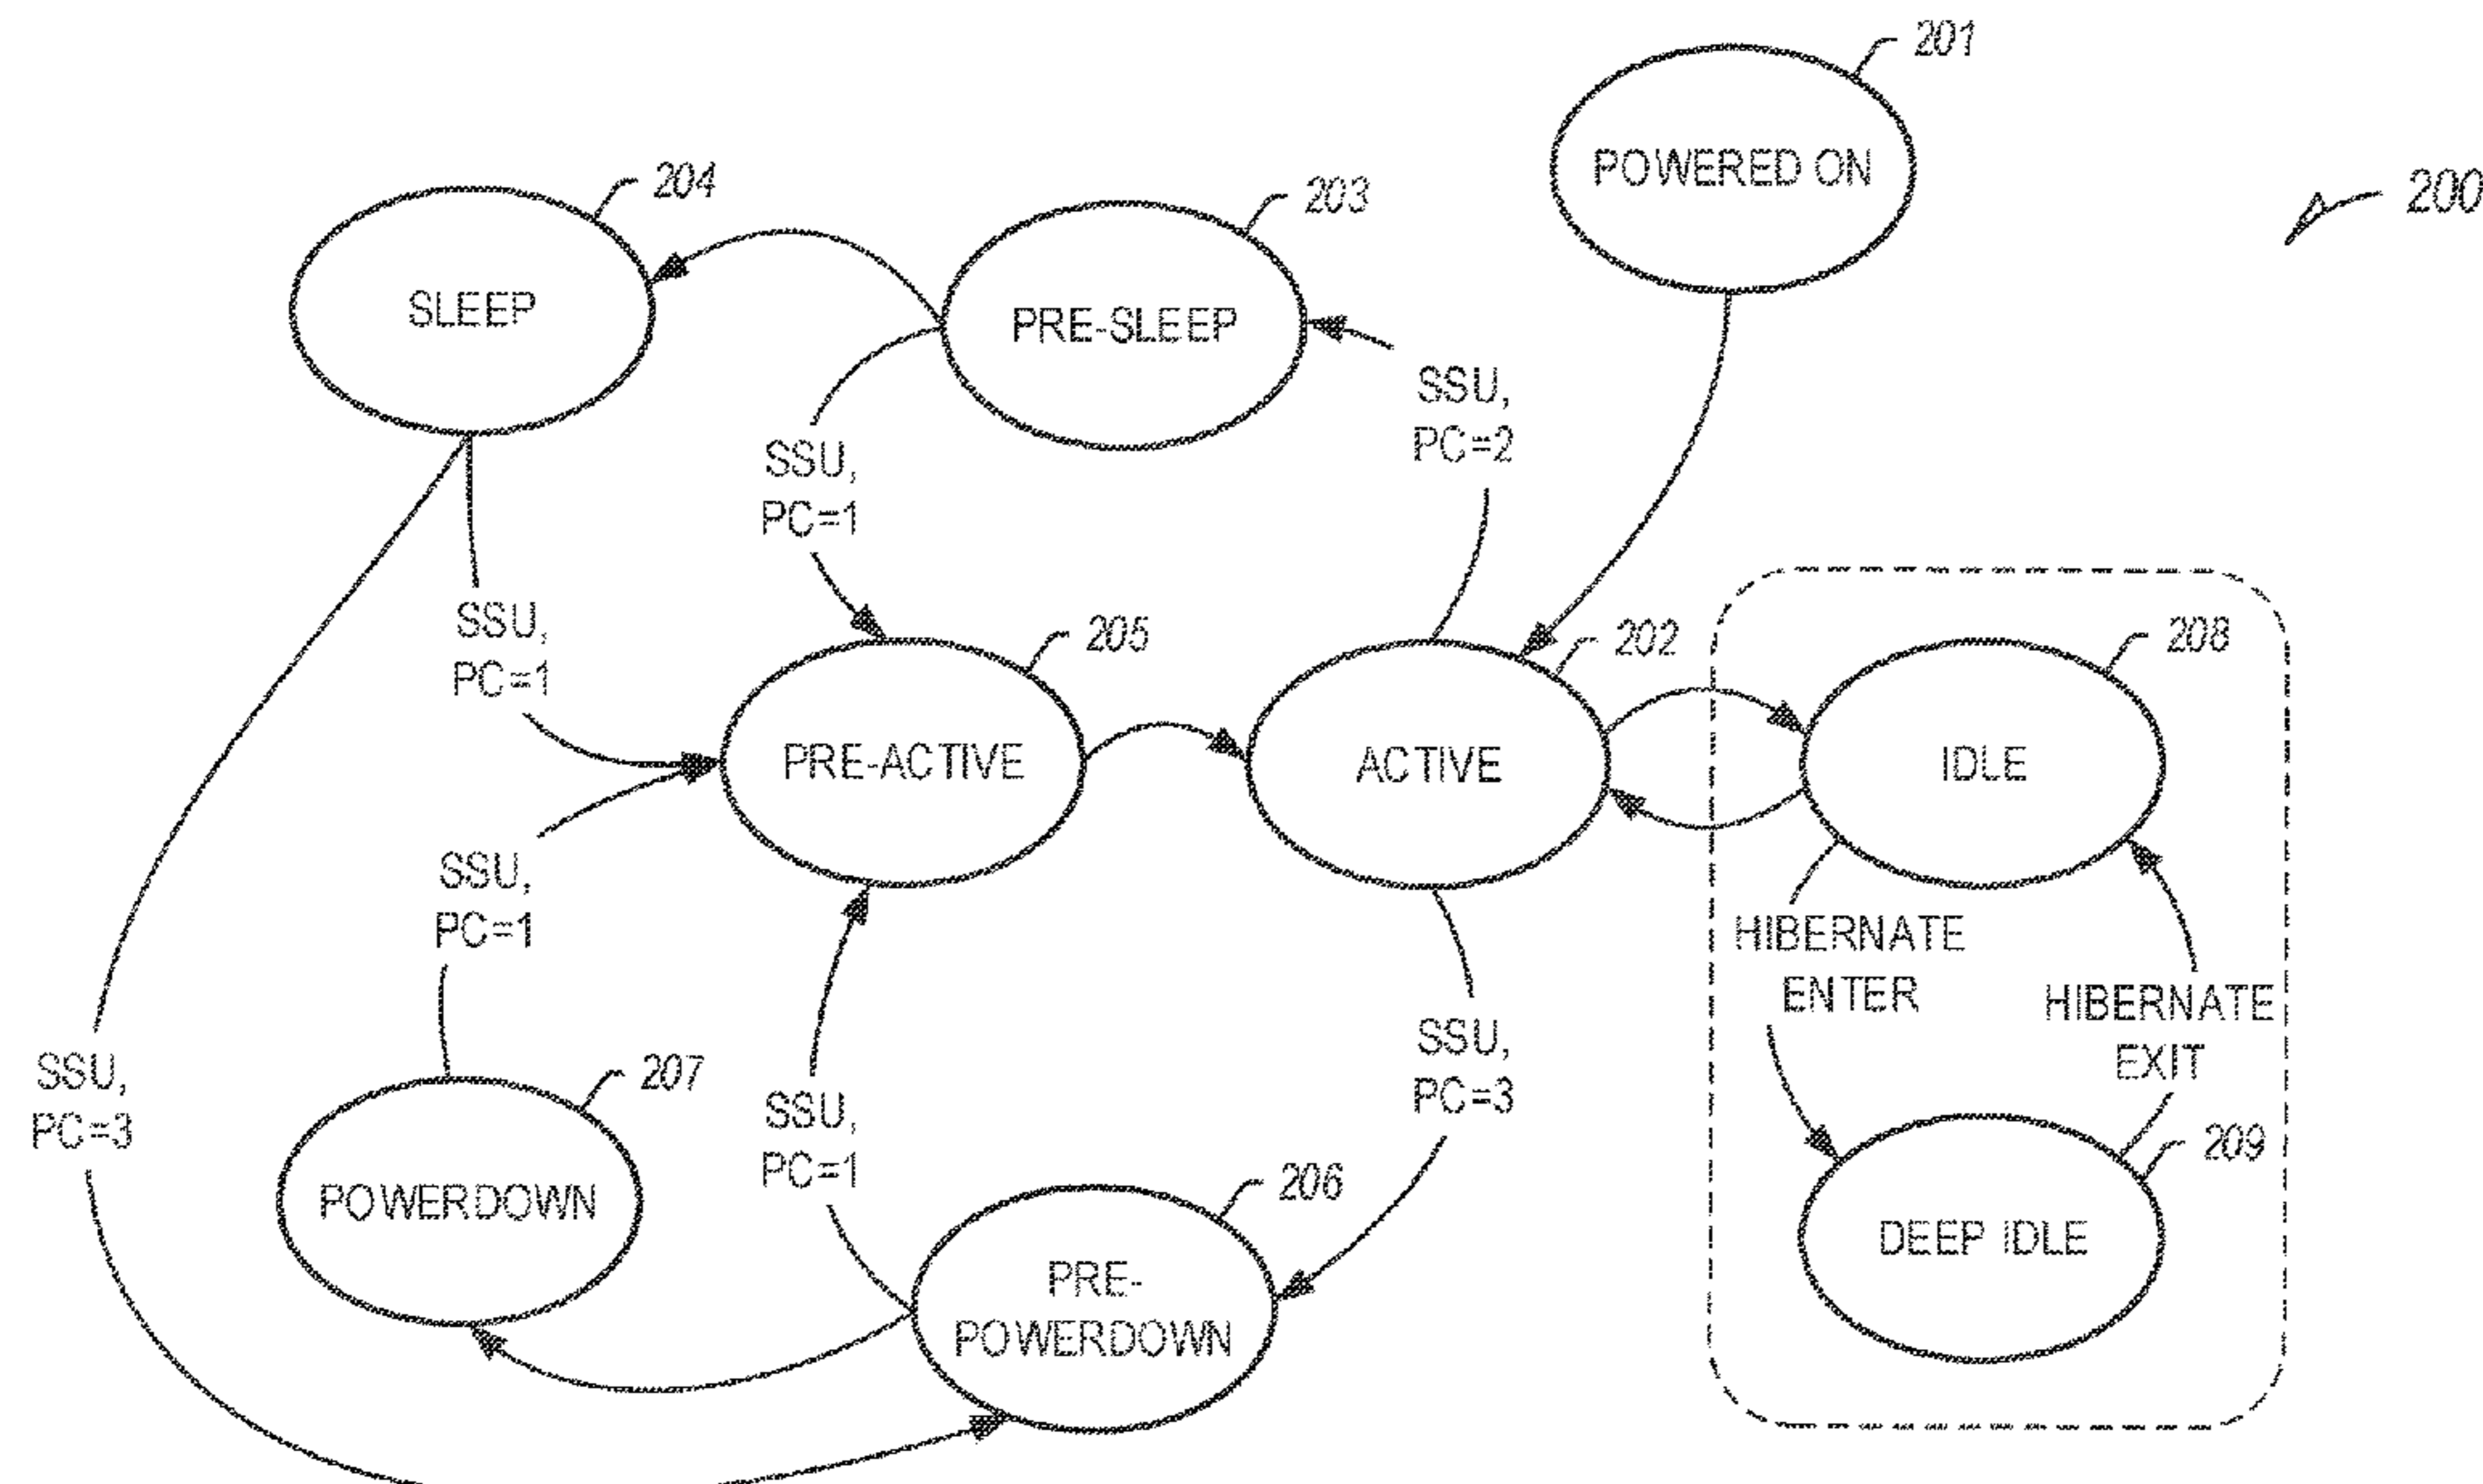 201
POWERED ON
200
204
SLEEP
203
PRE-SLEEP
SSU,
PC=2
SSU,
PC=1
SSU,
PC=1
205
PRE-ACTIVE
202
ACTIVE
208
IDLE
SSU,
PC=1
HIBERNATE
ENTER
HIBERNATE
EXIT
SSU,
PC=3
SSU,
PC=3
207
POWERDOWN
SSU,
PC=1
206
PRE-
POWERDOWN
209
DEEP IDLE